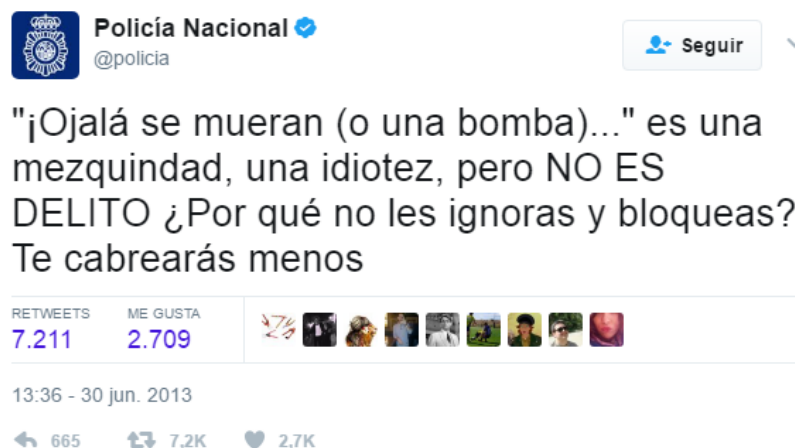 Policía Nacional
@policia
Seguir
"¡Ojalá se mueran (o una bomba)..." es una
mezquindad, una idiotez, pero NO ES
DELITO ¿Por qué no les ignoras y bloqueas?
Te cabrearás menos
RETWEETS ME GUSTA
7.211 2.709
13:36 - 30 jun. 2013
665 7,2K 2,7K